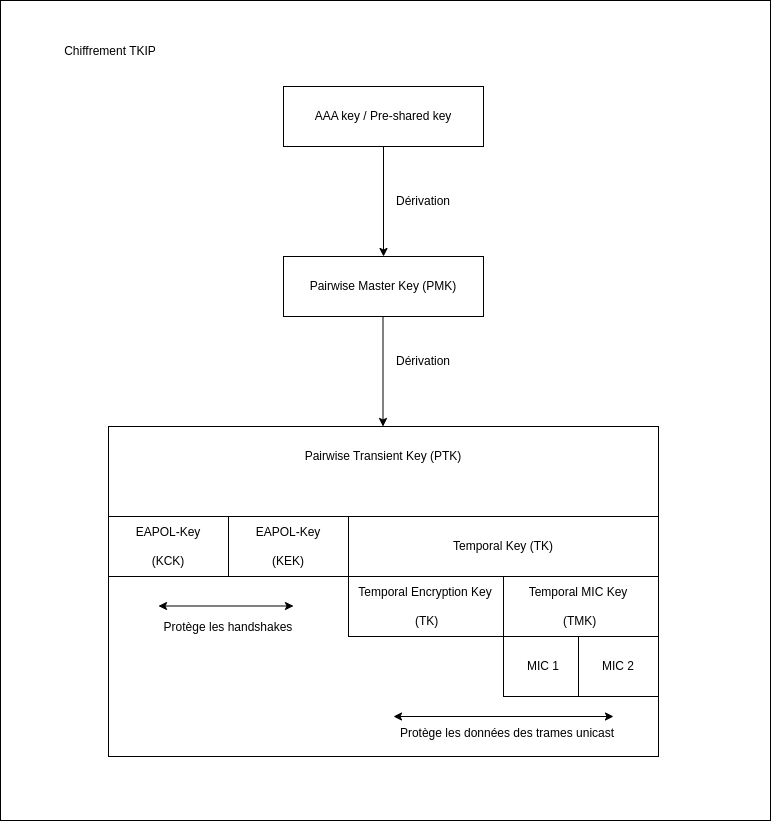 Chiffrement TKIP
AAA key / Pre-shared key
Dérivation
Pairwise Master Key (PMK)
Dérivation
Pairwise Transient Key (PTK)
EAPOL-Key
(KCK)
EAPOL-Key
(KEK)
Temporal Key (TK)
Temporal Encryption Key
(TK)
Temporal MIC Key
(TMK)
Protège les handshakes
MIC 1
MIC 2
Protège les données des trames unicast